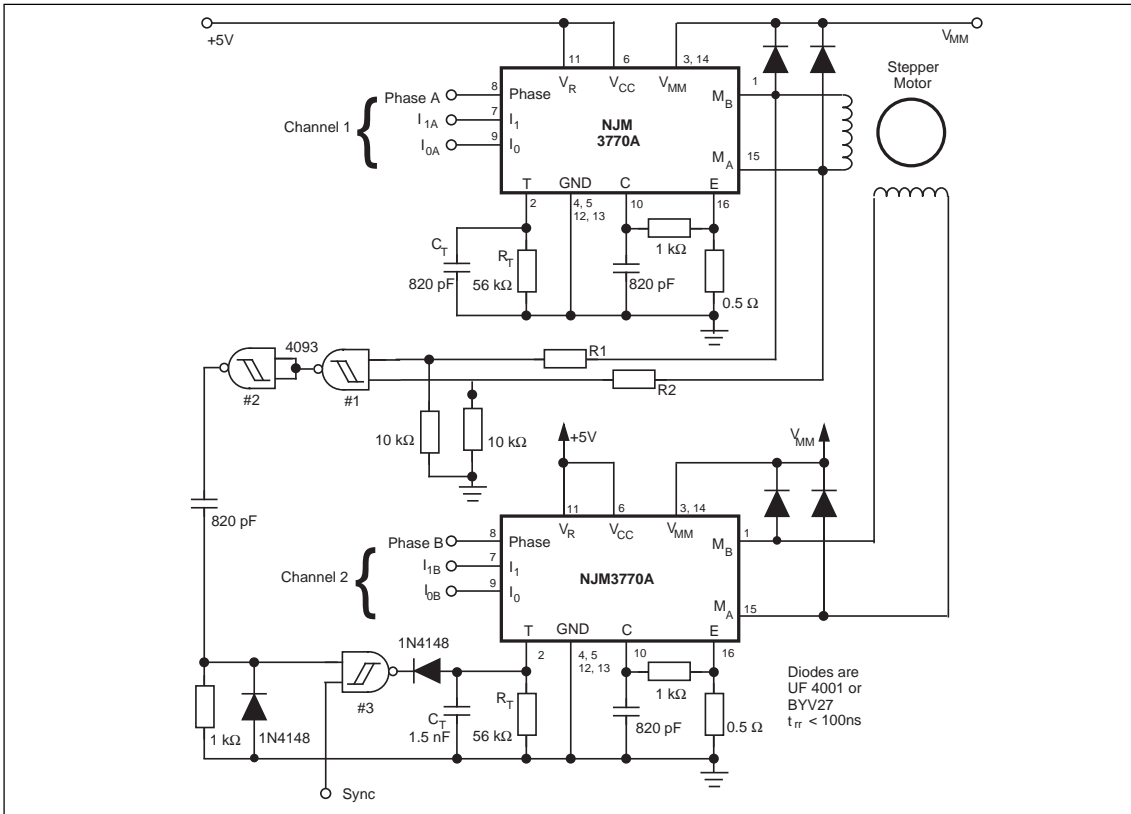 +5V
V_MM
11
6
3, 14
V_R
V_CC
V_MM
Stepper
Motor
Channel 1
Phase A
8
Phase
I_1A
7
I_1
I_0A
9
I_0
NJM
3770A
1
M_B
M_A
15
T
GND
C
E
2
4, 5
12, 13
10
16
C_T
820 pF
R_T
56 kΩ
1 kΩ
820 pF
0.5 Ω
4093
#2
#1
R1
R2
10 kΩ
10 kΩ
820 pF
+5V
V_MM
11
6
3, 14
V_R
V_CC
V_MM
Channel 2
Phase B
8
Phase
I_1B
7
I_1
I_0B
9
I_0
NJM3770A
1
M_B
M_A
15
T
GND
C
E
2
4, 5
12, 13
10
16
1N4148
#3
1 kΩ
1N4148
C_T
1.5 nF
R_T
56 kΩ
1 kΩ
820 pF
0.5 Ω
Diodes are
UF 4001 or
BYV27
t_rr < 100ns
Sync